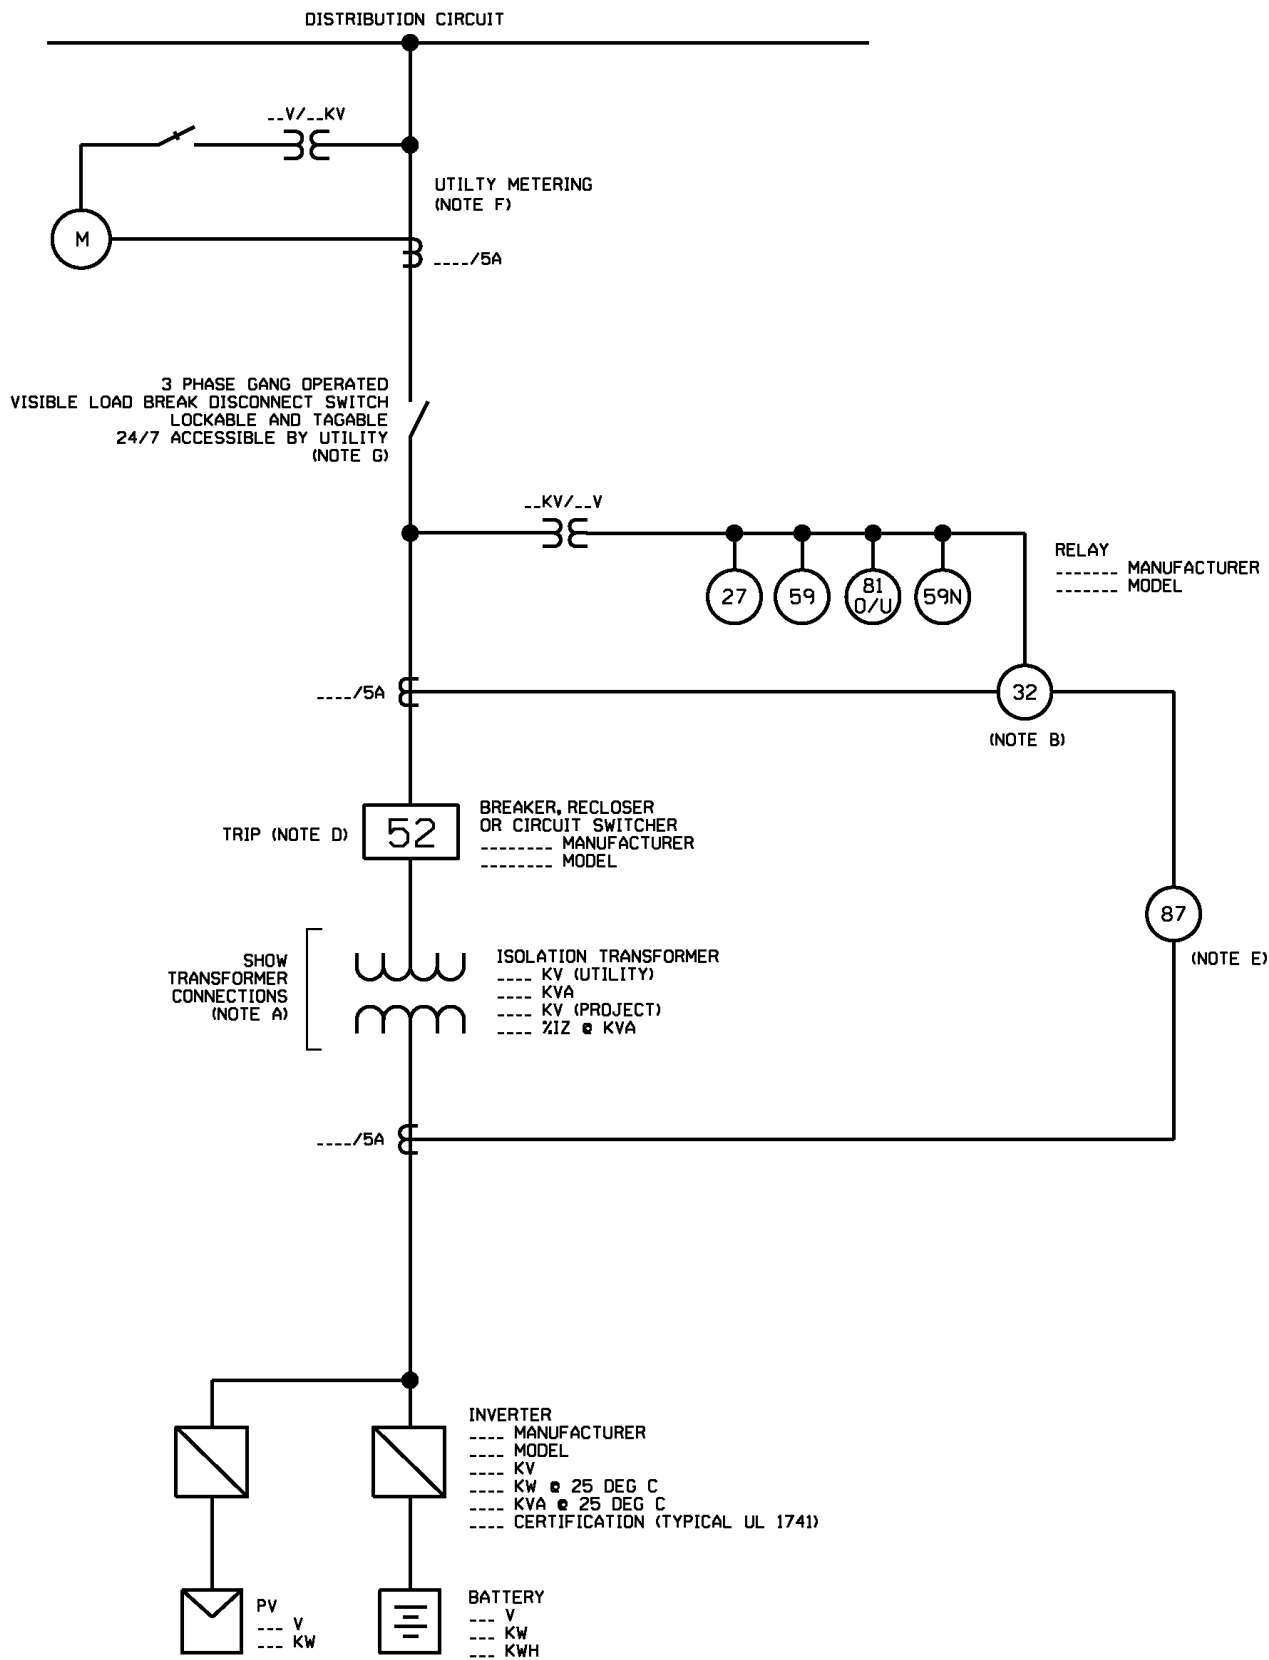 DISTRIBUTION CIRCUIT
__V/__KV
UTILTY METERING
(NOTE F)
M
____/5A
3 PHASE GANG OPERATED
VISIBLE LOAD BREAK DISCONNECT SWITCH
LOCKABLE AND TAGABLE
24/7 ACCESSIBLE BY UTILITY
(NOTE G)
__KV/__V
RELAY
_______ MANUFACTURER
_______ MODEL
27
59
81
O/U
59N
____/5A
32
(NOTE B)
TRIP (NOTE D)
52
BREAKER, RECLOSER
OR CIRCUIT SWITCHER
________ MANUFACTURER
________ MODEL
87
(NOTE E)
SHOW
TRANSFORMER
CONNECTIONS
(NOTE A)
ISOLATION TRANSFORMER
____ KV (UTILITY)
____ KVA
____ KV (PROJECT)
____ %IZ @ KVA
____/5A
INVERTER
____ MANUFACTURER
____ MODEL
____ KV
____ KW @ 25 DEG C
____ KVA @ 25 DEG C
____ CERTIFICATION (TYPICAL UL 1741)
PV
___ V
___ KW
BATTERY
___ V
___ KW
___ KWH